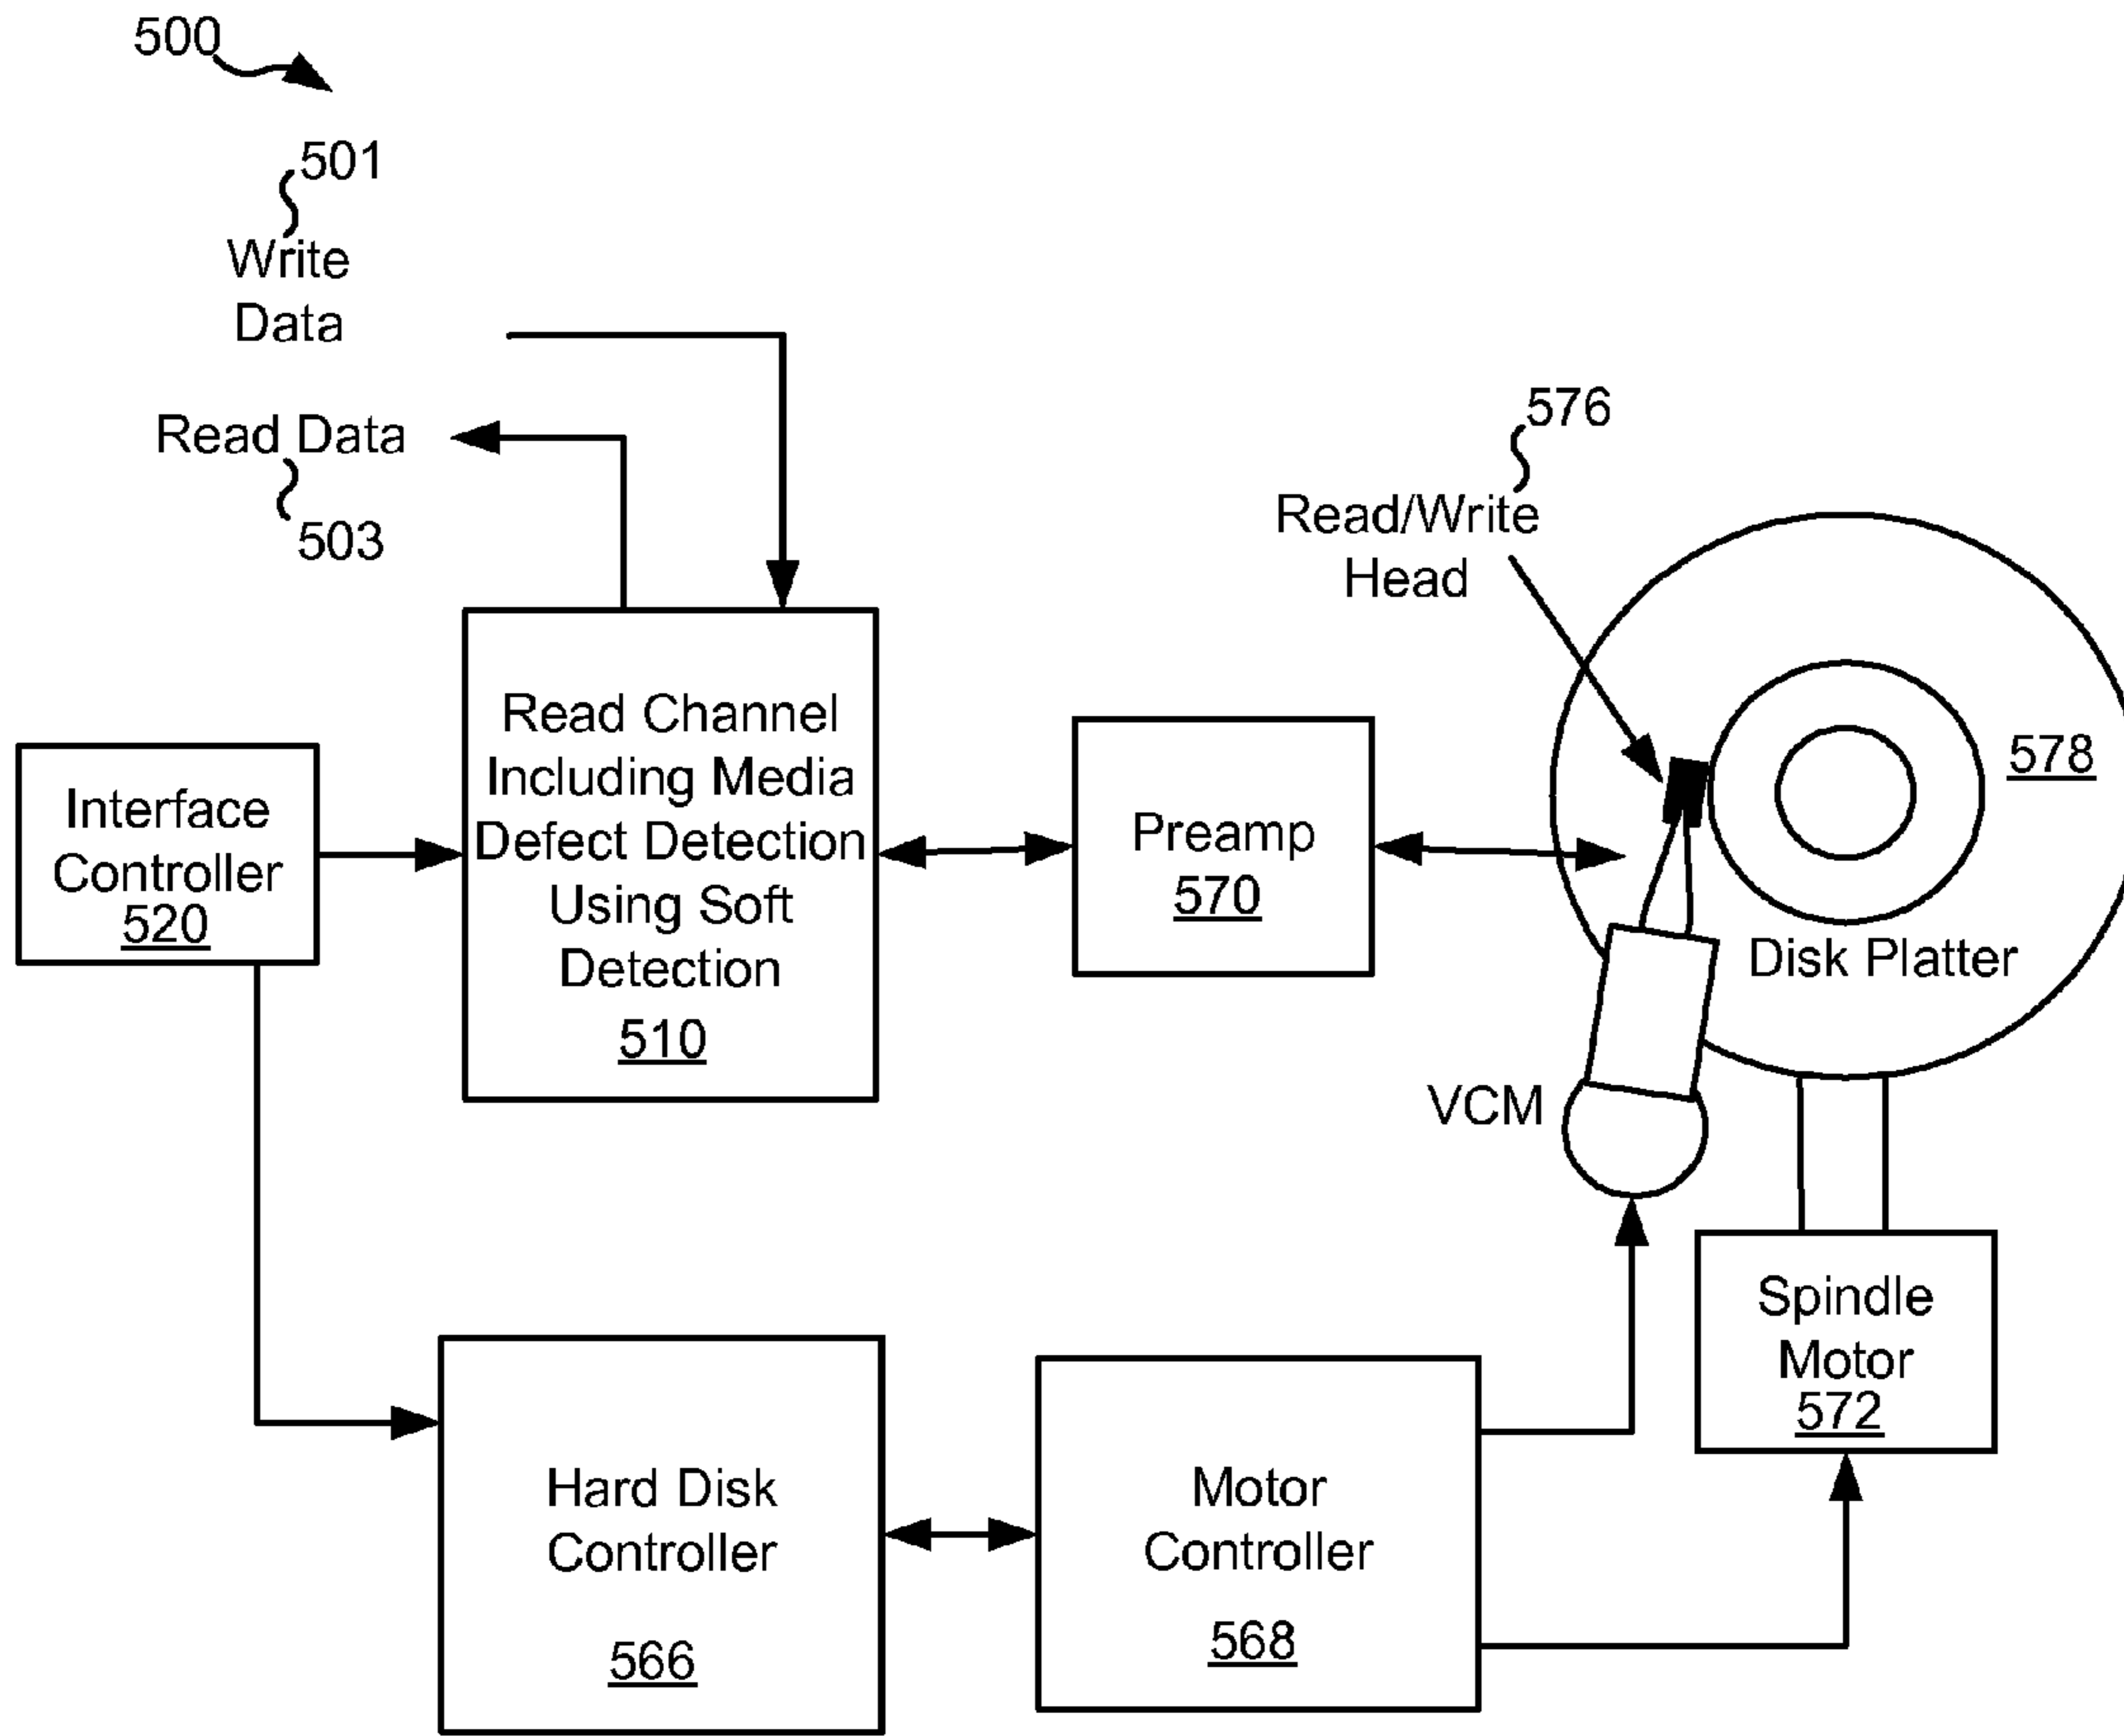 500
501
Write
Data
Read Data
503
576
Read/Write
Head
578
Disk Platter
Interface
Controller
520
Read Channel
Including Media
Defect Detection
Using Soft
Detection
510
Preamp
570
VCM
Spindle
Motor
572
Hard Disk
Controller
566
Motor
Controller
568